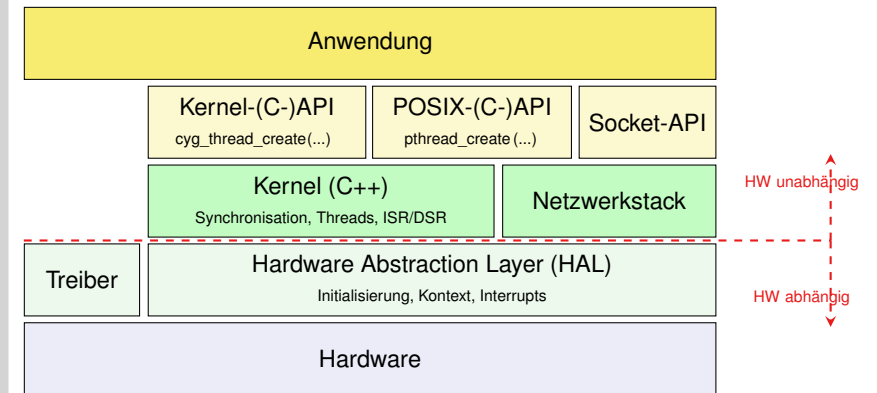 Anwendung
Kernel-(C-)API
cyg_thread_create(...)
POSIX-(C-)API
pthread_create(...)
Socket-API
Kernel (C++)
Synchronisation, Threads, ISR/DSR
Netzwerkstack
HW unabhängig
Treiber
Hardware Abstraction Layer (HAL)
Initialisierung, Kontext, Interrupts
HW abhängig
Hardware